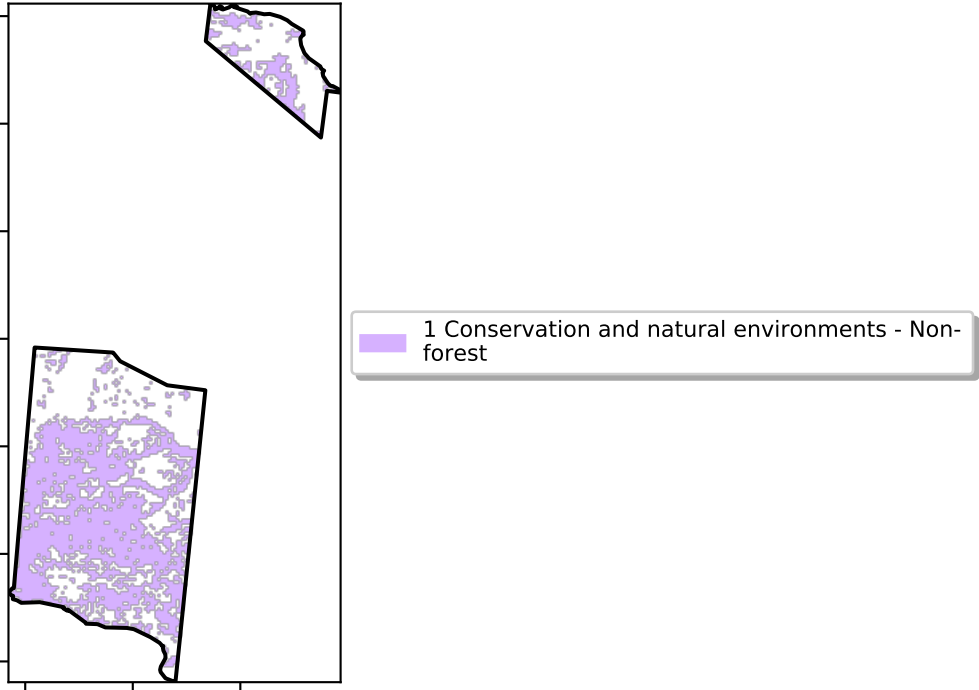 1 Conservation and natural environments - Non-
forest